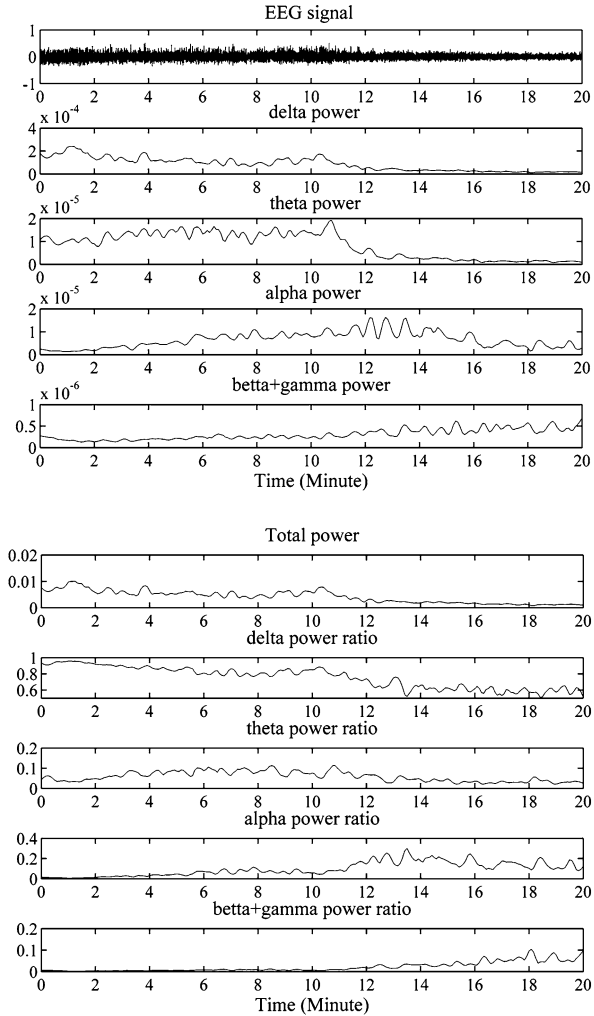 EEG signal
1
0
-1
0 2 4 6 8 10 12 14 16 18 20
delta power
x 10-4
4
2
0
0 2 4 6 8 10 12 14 16 18 20
theta power
x 10-5
2
1
0
0 2 4 6 8 10 12 14 16 18 20
alpha power
x 10-5
2
1
0
0 2 4 6 8 10 12 14 16 18 20
betta+gamma power
x 10-6
1
0.5
0
0 2 4 6 8 10 12 14 16 18 20
Time (Minute)
Total power
0.02
0.01
0
0 2 4 6 8 10 12 14 16 18 20
delta power ratio
1
0.8
0.6
0 2 4 6 8 10 12 14 16 18 20
theta power ratio
0.2
0.1
0
0 2 4 6 8 10 12 14 16 18 20
alpha power ratio
0.4
0.2
0
0 2 4 6 8 10 12 14 16 18 20
betta+gamma power ratio
0.2
0.1
0
0 2 4 6 8 10 12 14 16 18 20
Time (Minute)